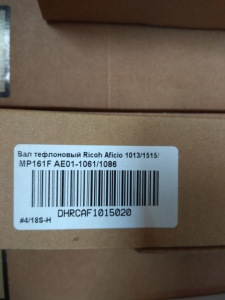 Вал тефлоновый Ricoh Aficio 1013/1515/
MP161F AE01-1061/1086
DHRCAF1015020
#4/18S-H